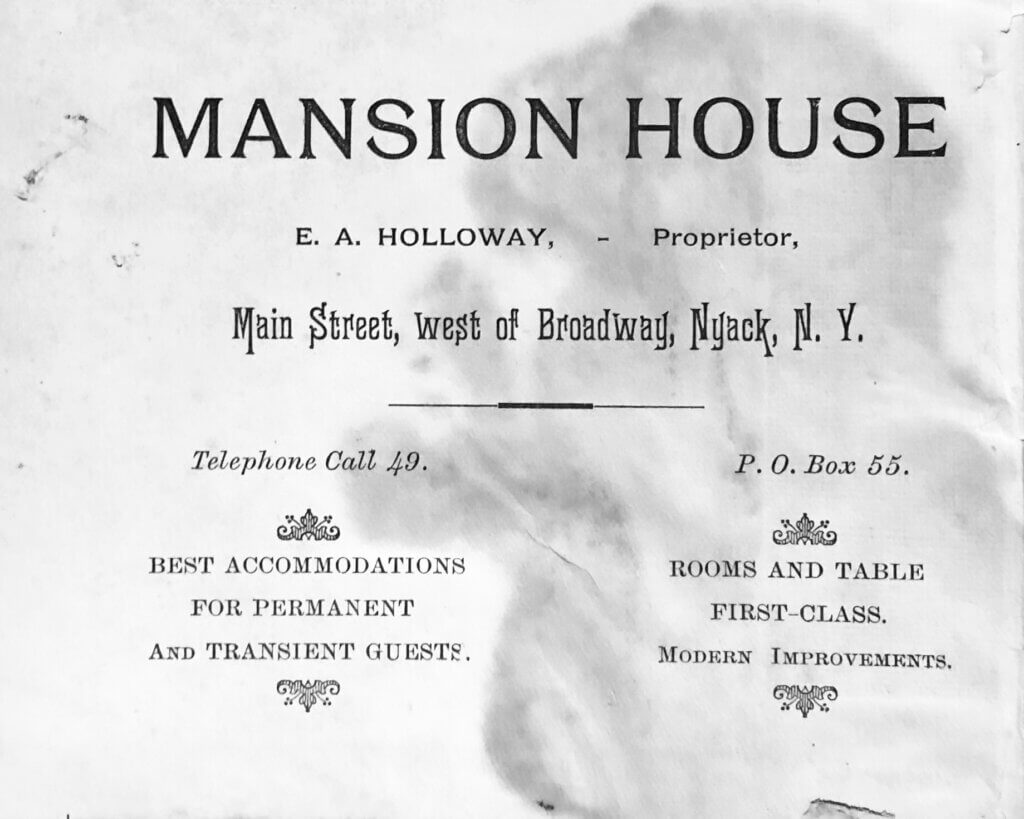 MANSION HOUSE
E. A. HOLLOWAY, - Proprietor,
Main Street, west of Broadway, Nyack, N. Y.
Telephone Call 49.
BEST ACCOMMODATIONS
FOR PERMANENT
AND TRANSIENT GUESTS.
P. O. Box 55.
ROOMS AND TABLE
FIRST-CLASS.
MODERN IMPROVEMENTS.